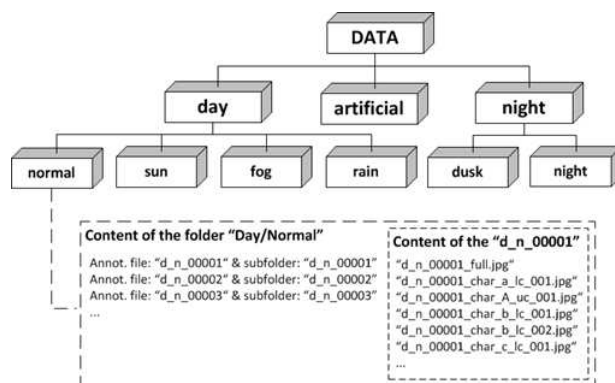 DATA
day
artificial
night
normal
sun
fog
rain
dusk
night
Content of the folder “Day/Normal”
Annot. file: “d_n_00001“ & subfolder: “d_n_00001”
Annot. file: “d_n_00002“ & subfolder: “d_n_00002”
Annot. file: “d_n_00003“ & subfolder: “d_n_00003”
...
Content of the “d_n_00001”
“d_n_00001_full.jpg”
“d_n_00001_char_a_lc_001.jpg”
“d_n_00001_char_A_uc_001.jpg”
“d_n_00001_char_b_lc_001.jpg”
“d_n_00001_char_b_lc_002.jpg”
“d_n_00001_char_c_lc_001.jpg”
...